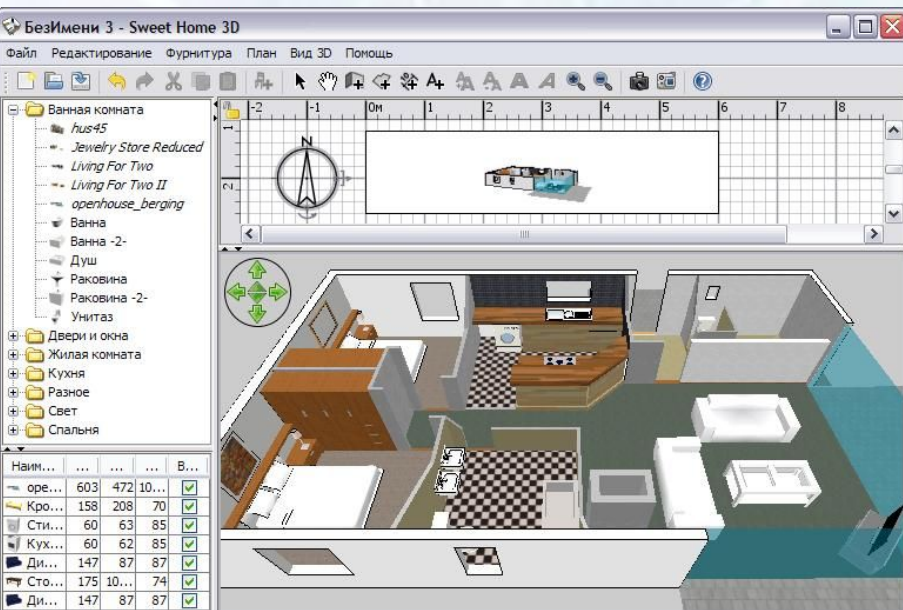 БезИмени 3 - Sweet Home 3D
Файл Редактирование Фурнитура План Вид 3D Помощь
Ванная комната
hus45
Jewelry Store Reduced
Living For Two
Living For Two II
openhouse_berging
Ванна
Ванна -2-
Душ
Раковина
Раковина -2-
Унитаз
Двери и окна
Жилая комната
Кухня
Разное
Свет
Спальня
-2 -1 0м 1 2 3 4 5 6 7 8
2
N
Наим... ... ... ... В...
opе... 603 472 10...
Кро... 158 208 70
Сти... 60 63 85
Кух... 60 62 85
Ди... 147 87 87
Сто... 175 10... 74
Ди... 147 87 87